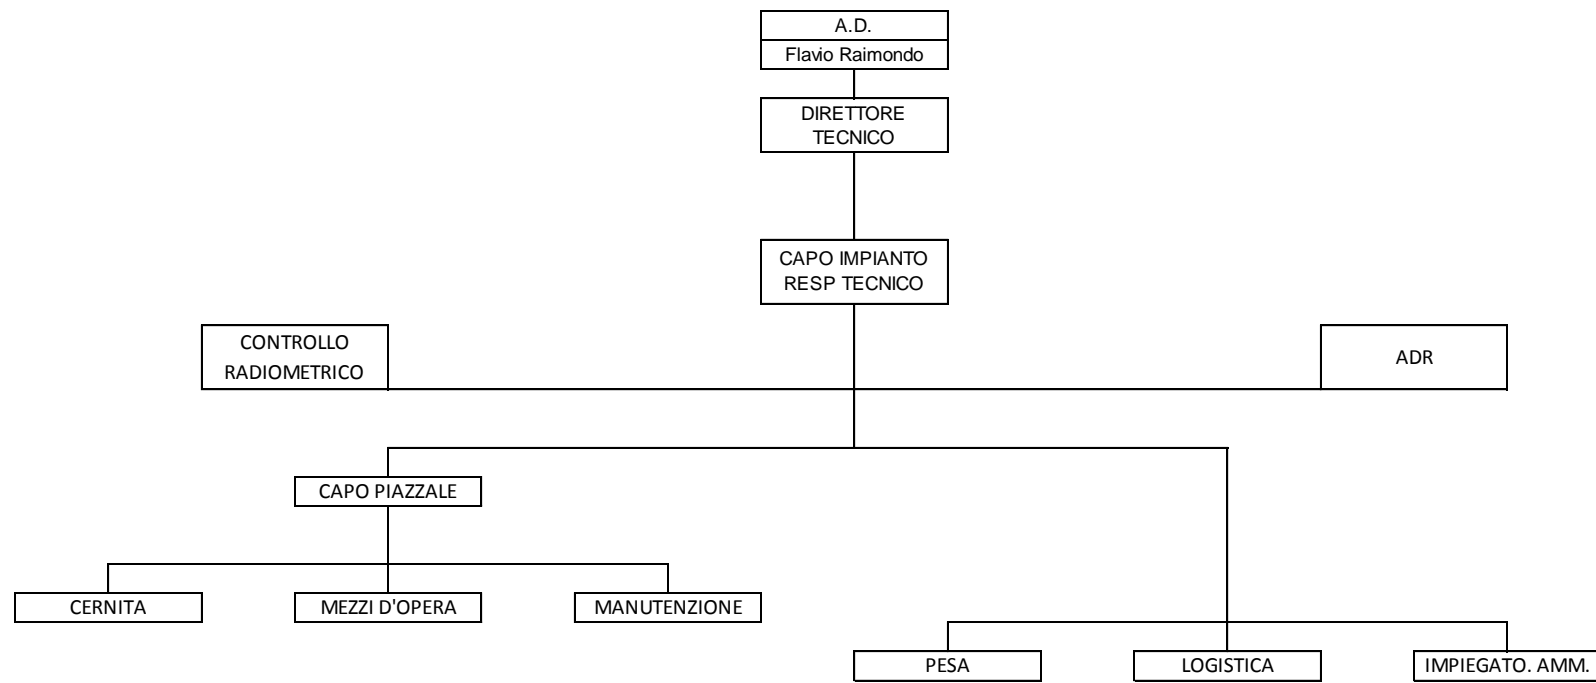 A.D.
Flavio Raimondo
DIRETTORE
TECNICO
CAPO IMPIANTO
RESP TECNICO
CONTROLLO
RADIOMETRICO
ADR
CAPO PIAZZALE
CERNITA
MEZZI D'OPERA
MANUTENZIONE
PESA
LOGISTICA
IMPIEGATO. AMM.